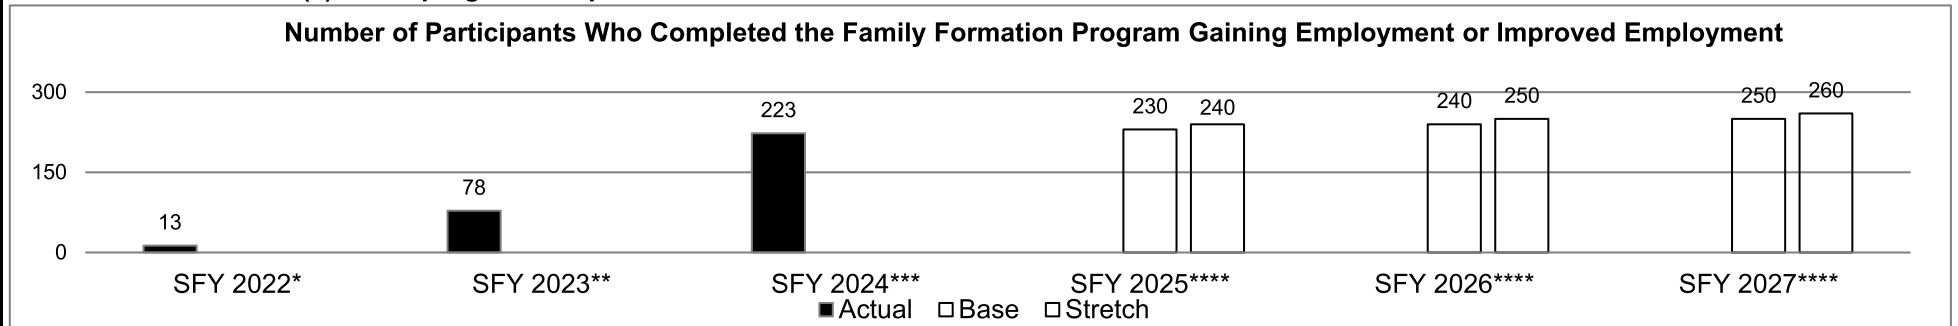 Number of Participants Who Completed the Family Formation Program Gaining Employment or Improved Employment
300
150
0
13
78
223
230
240
240
250
250
260
SFY 2022*
SFY 2023**
SFY 2024***
SFY 2025****
SFY 2026****
SFY 2027****
Actual
Base
Stretch